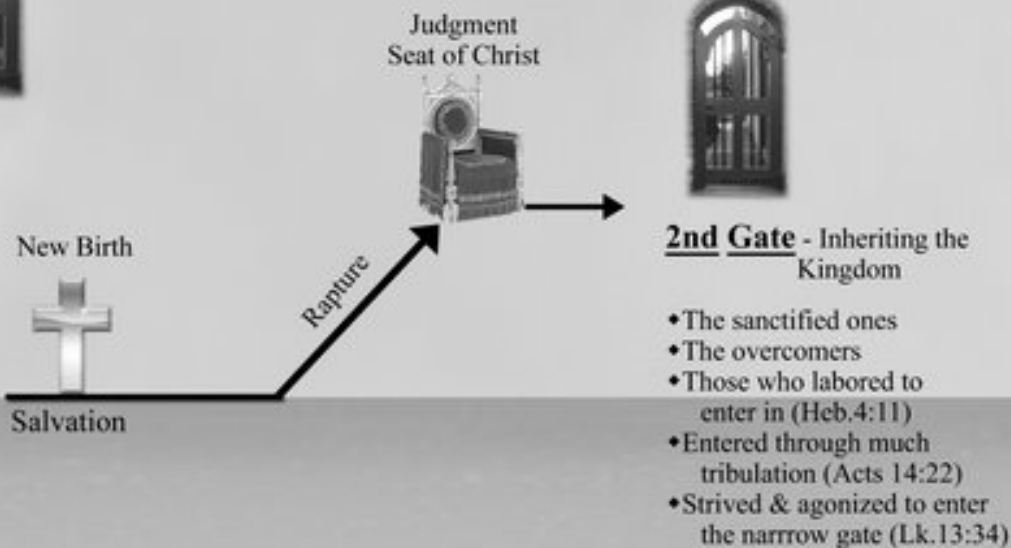 Judgment
Seat of Christ
New Birth
Rapture
Salvation
2nd Gate - Inheriting the
Kingdom
◆The sanctified ones
◆The overcomers
◆Those who labored to
enter in (Heb.4:11)
◆Entered through much
tribulation (Acts 14:22)
◆Strived & agonized to enter
the narrrow gate (Lk.13:34)